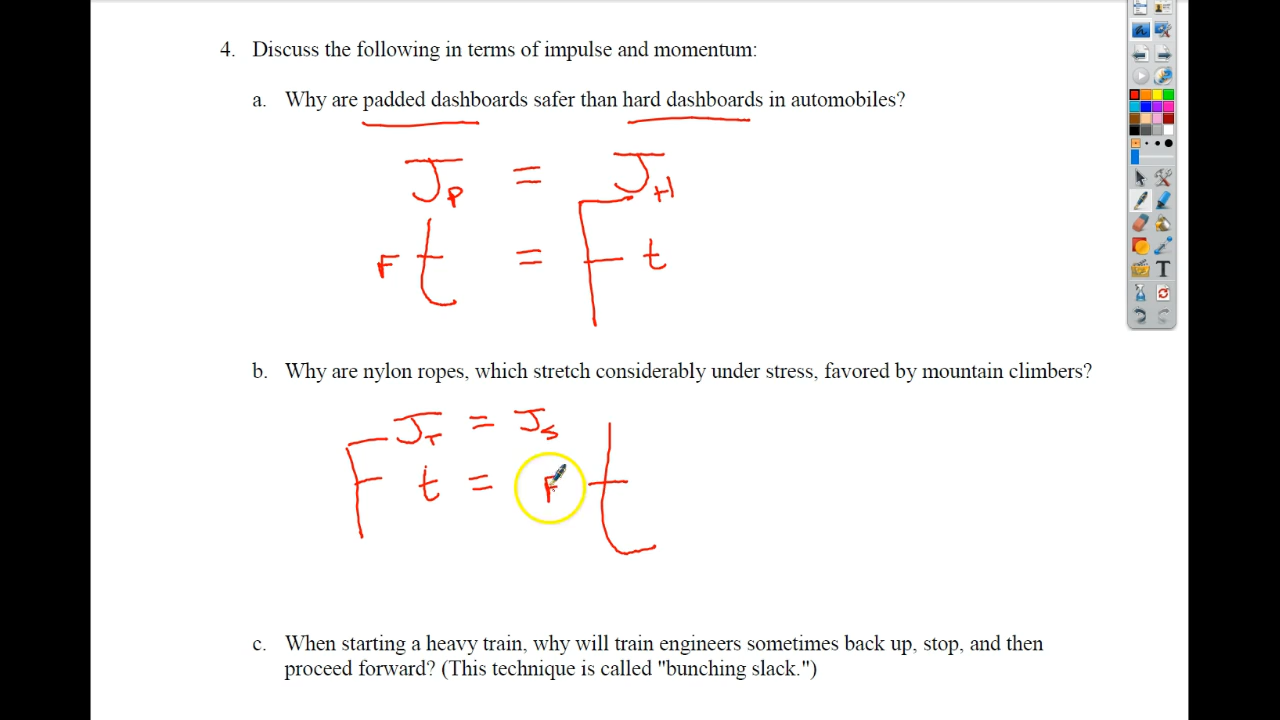 4. Discuss the following in terms of impulse and momentum:
a. Why are padded dashboards safer than hard dashboards in automobiles?
J_P = J_H
F t = F t
b. Why are nylon ropes, which stretch considerably under stress, favored by mountain climbers?
J_T = J_S
F t = F t
c. When starting a heavy train, why will train engineers sometimes back up, stop, and then
proceed forward? (This technique is called "bunching slack.")
T